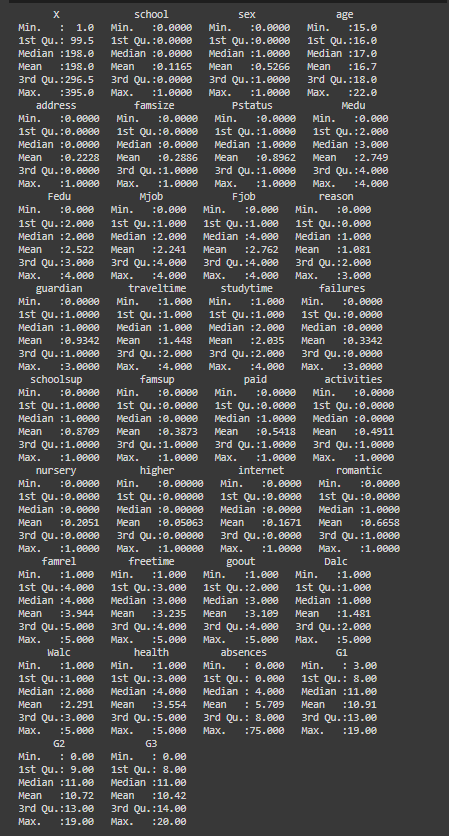 X school sex age
Min. : 1.0 Min. :0.0000 Min. :0.0000 Min. :15.0
1st Qu.: 99.5 1st Qu.:0.0000 1st Qu.:0.0000 1st Qu.:16.0
Median :198.0 Median :0.0000 Median :1.0000 Median :17.0
Mean :198.0 Mean :0.1165 Mean :0.5266 Mean :16.7
3rd Qu.:296.5 3rd Qu.:0.0000 3rd Qu.:1.0000 3rd Qu.:18.0
Max. :395.0 Max. :1.0000 Max. :1.0000 Max. :22.0
address famsize Pstatus Medu
Min. :0.0000 Min. :0.0000 Min. :0.0000 Min. :0.000
1st Qu.:0.0000 1st Qu.:0.0000 1st Qu.:1.0000 1st Qu.:2.000
Median :0.0000 Median :0.0000 Median :1.0000 Median :3.000
Mean :0.2228 Mean :0.2886 Mean :0.8962 Mean :2.749
3rd Qu.:0.0000 3rd Qu.:1.0000 3rd Qu.:1.0000 3rd Qu.:4.000
Max. :1.0000 Max. :1.0000 Max. :1.0000 Max. :4.000
Fedu Mjob Fjob reason
Min. :0.000 Min. :0.000 Min. :0.000 Min. :0.000
1st Qu.:2.000 1st Qu.:1.000 1st Qu.:1.000 1st Qu.:0.000
Median :2.000 Median :2.000 Median :4.000 Median :1.000
Mean :2.522 Mean :2.241 Mean :2.762 Mean :1.081
3rd Qu.:3.000 3rd Qu.:4.000 3rd Qu.:4.000 3rd Qu.:2.000
Max. :4.000 Max. :4.000 Max. :4.000 Max. :3.000
guardian traveltime studytime failures
Min. :0.0000 Min. :1.000 Min. :1.000 Min. :0.0000
1st Qu.:1.0000 1st Qu.:1.000 1st Qu.:1.000 1st Qu.:0.0000
Median :1.0000 Median :1.000 Median :2.000 Median :0.0000
Mean :0.9342 Mean :1.448 Mean :2.035 Mean :0.3342
3rd Qu.:1.0000 3rd Qu.:2.000 3rd Qu.:2.000 3rd Qu.:0.0000
Max. :3.0000 Max. :4.000 Max. :4.000 Max. :3.0000
schoolsup famsup paid activities
Min. :0.0000 Min. :0.0000 Min. :0.0000 Min. :0.0000
1st Qu.:1.0000 1st Qu.:0.0000 1st Qu.:0.0000 1st Qu.:0.0000
Median :1.0000 Median :0.0000 Median :1.0000 Median :0.0000
Mean :0.8709 Mean :0.3873 Mean :0.5418 Mean :0.4911
3rd Qu.:1.0000 3rd Qu.:1.0000 3rd Qu.:1.0000 3rd Qu.:1.0000
Max. :1.0000 Max. :1.0000 Max. :1.0000 Max. :1.0000
nursery higher internet romantic
Min. :0.0000 Min. :0.00000 Min. :0.0000 Min. :0.0000
1st Qu.:0.0000 1st Qu.:0.00000 1st Qu.:0.0000 1st Qu.:0.0000
Median :0.0000 Median :0.00000 Median :0.0000 Median :1.0000
Mean :0.2051 Mean :0.05063 Mean :0.1671 Mean :0.6658
3rd Qu.:0.0000 3rd Qu.:0.00000 3rd Qu.:0.0000 3rd Qu.:1.0000
Max. :1.0000 Max. :1.00000 Max. :1.0000 Max. :1.0000
famrel freetime goout Dalc
Min. :1.000 Min. :1.000 Min. :1.000 Min. :1.000
1st Qu.:4.000 1st Qu.:3.000 1st Qu.:2.000 1st Qu.:1.000
Median :4.000 Median :3.000 Median :3.000 Median :1.000
Mean :3.944 Mean :3.235 Mean :3.109 Mean :1.481
3rd Qu.:5.000 3rd Qu.:4.000 3rd Qu.:4.000 3rd Qu.:2.000
Max. :5.000 Max. :5.000 Max. :5.000 Max. :5.000
Walc health absences G1
Min. :1.000 Min. :1.000 Min. : 0.000 Min. : 3.00
1st Qu.:1.000 1st Qu.:3.000 1st Qu.: 0.000 1st Qu.: 8.00
Median :2.000 Median :4.000 Median : 4.000 Median :11.00
Mean :2.291 Mean :3.554 Mean : 5.709 Mean :10.91
3rd Qu.:3.000 3rd Qu.:5.000 3rd Qu.: 8.000 3rd Qu.:13.00
Max. :5.000 Max. :5.000 Max. :75.000 Max. :19.00
G2 G3
Min. : 0.00 Min. : 0.00
1st Qu.: 9.00 1st Qu.: 8.00
Median :11.00 Median :11.00
Mean :10.72 Mean :10.42
3rd Qu.:13.00 3rd Qu.:14.00
Max. :19.00 Max. :20.00